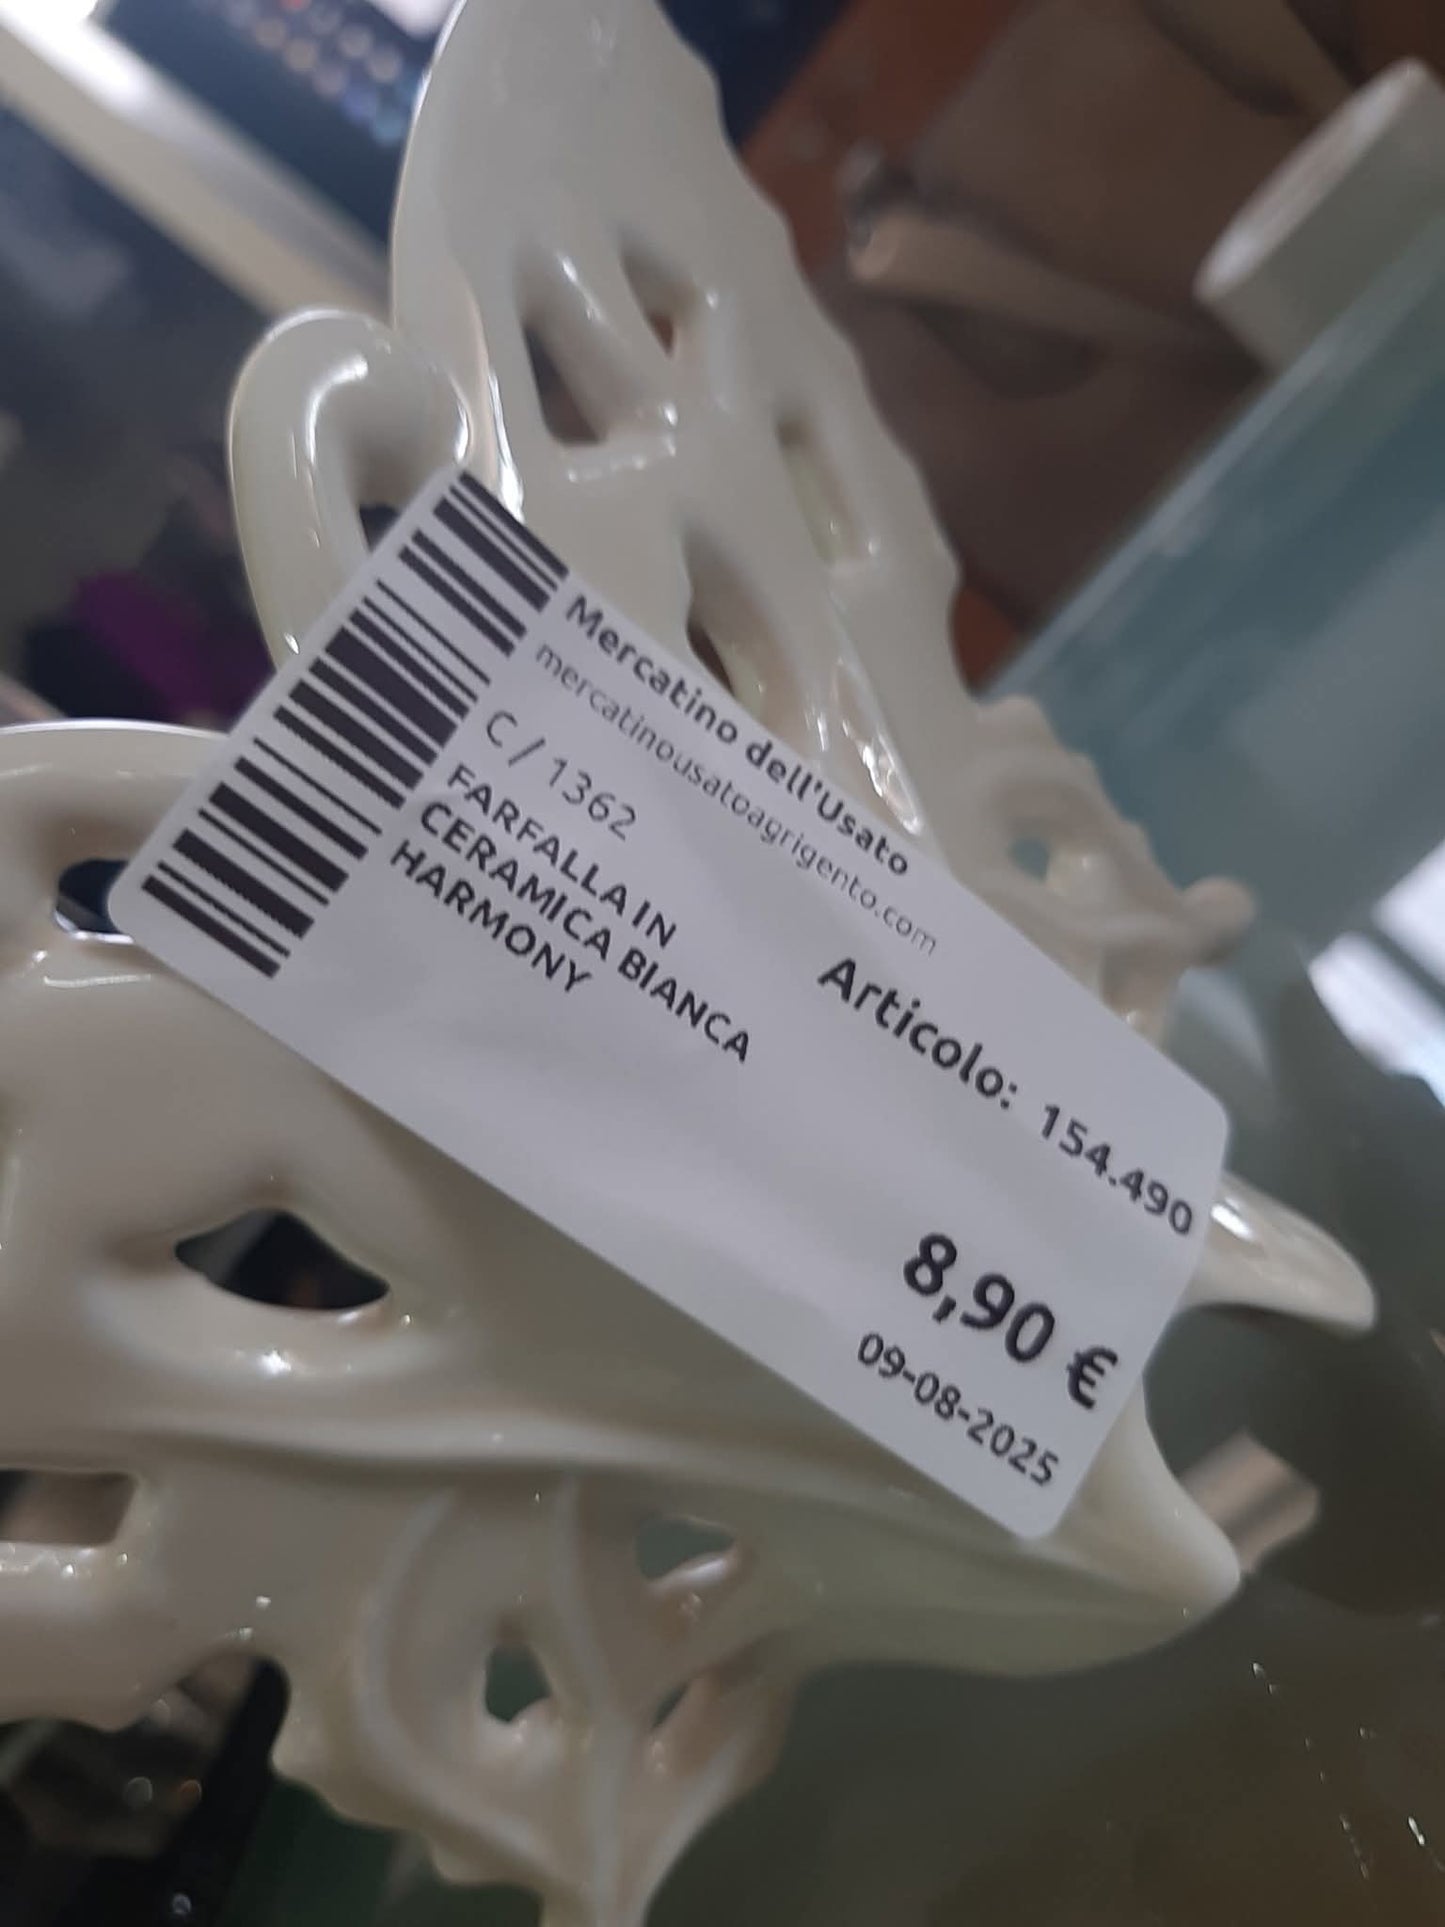 Mercatino dell'Usato
mercatinousatoagrigento.com
C / 1362
FARFALLA IN
CERAMICA BIANCA
HARMONY
Articolo: 154.490
8,90 €
09-08-2025